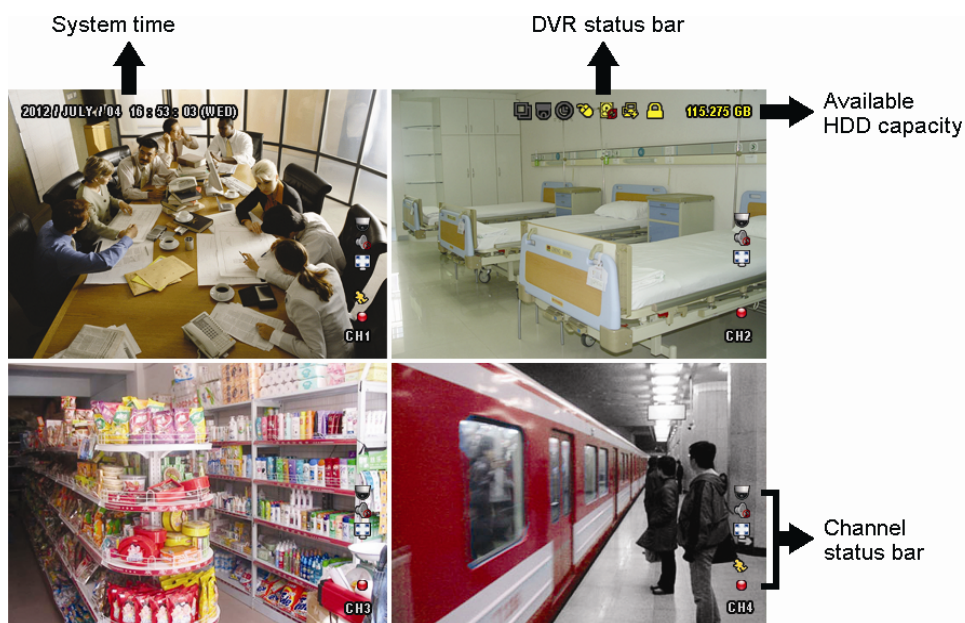 System time
DVR status bar
2012 / JULY / 04 16 : 53 : 03 (WED)
115.275 GB
Available
HDD capacity
CH1
CH2
CH3
CH4
Channel
status bar